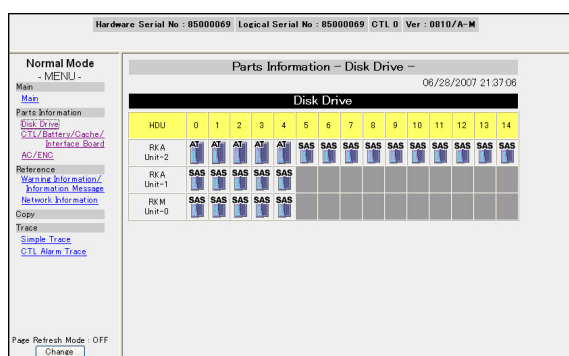 Hardware Serial No : 85000069 Logical Serial No : 85000069 CTL 0 Ver : 0810/A-M
Normal Mode
- MENU -
Main
Main
Parts Information
Disk Drive
CTL/Battery/Cache/
Interface Board
AC/ENC
Reference
Warning Information/
Information Message
Network Information
Copy
Trace
Simple Trace
CTL Alarm Trace
Page Refresh Mode : OFF
Change
Parts Information - Disk Drive -
06/28/2007 21:37:06
Disk Drive
HDU 0 1 2 3 4 5 6 7 8 9 10 11 12 13 14
RKA Unit-2 AT AT AT AT AT SAS SAS SAS SAS SAS SAS SAS SAS SAS SAS
RKA Unit-1 SAS SAS SAS SAS SAS
RKM Unit-0 SAS SAS SAS SAS SAS